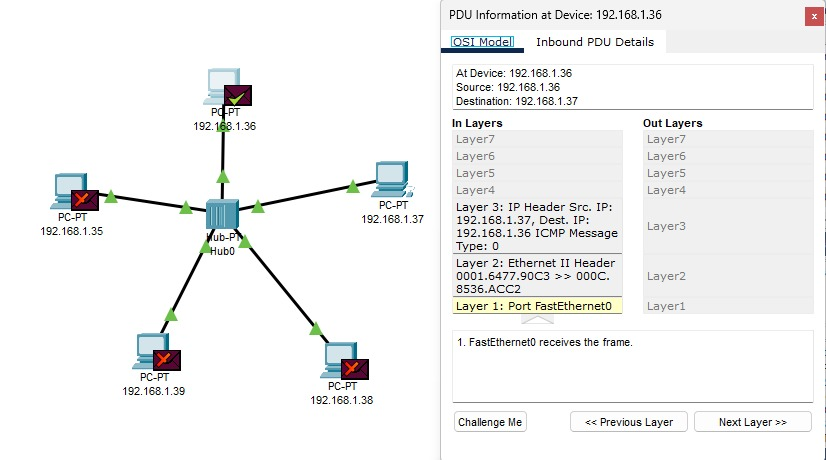 PC-PT
192.168.1.36
PC-PT
192.168.1.35
PC-PT
192.168.1.37
Hub-PT
Hub0
PC-PT
192.168.1.39
PC-PT
192.168.1.38
PDU Information at Device: 192.168.1.36
x
OSI Model
Inbound PDU Details
At Device: 192.168.1.36
Source: 192.168.1.36
Destination: 192.168.1.37
In Layers
Out Layers
Layer7
Layer6
Layer5
Layer4
Layer 3: IP Header Src. IP:
192.168.1.37, Dest. IP:
192.168.1.36 ICMP Message
Type: 0
Layer 2: Ethernet II Header
0001.6477.90C3 >> 000C.
8536.ACC2
Layer 1: Port FastEthernet0
Layer7
Layer6
Layer5
Layer4
Layer3
Layer2
Layer1
1. FastEthernet0 receives the frame.
Challenge Me
<< Previous Layer
Next Layer >>